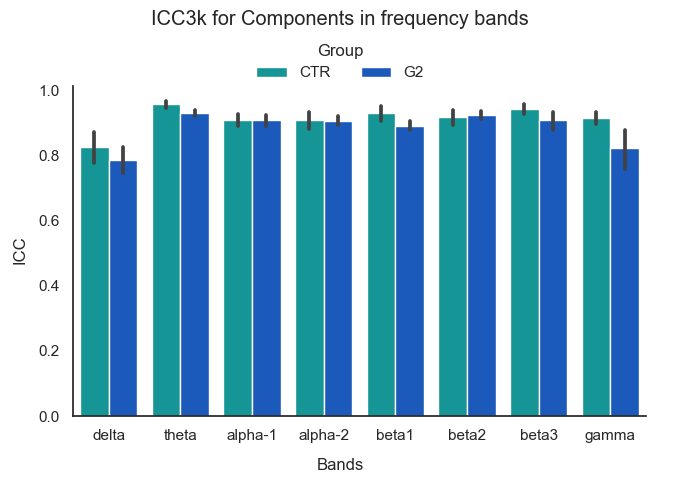 ICC3k for Components in frequency bands
Group
CTR G2
1.0
0.8
0.6
0.4
0.2
0.0
ICC
delta theta alpha-1 alpha-2 beta1 beta2 beta3 gamma
Bands